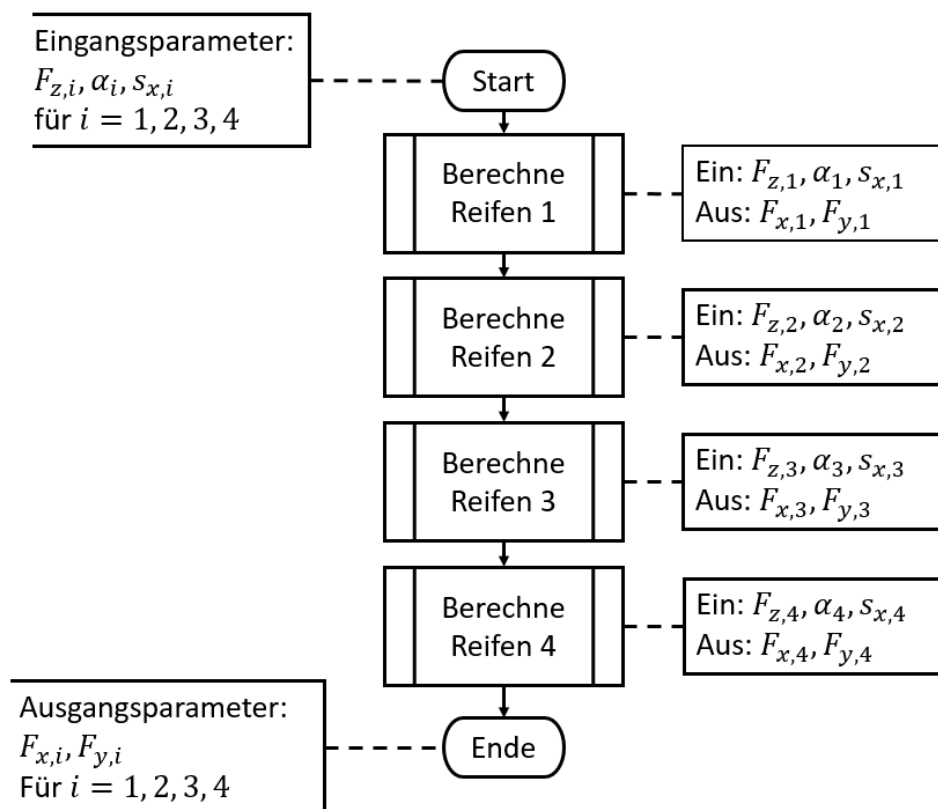 Eingangsparameter:
F_{z,i}, α_i, s_{x,i}
für i = 1, 2, 3, 4
Start
Berechne
Reifen 1
Ein: F_{z,1}, α_1, s_{x,1}
Aus: F_{x,1}, F_{y,1}
Berechne
Reifen 2
Ein: F_{z,2}, α_2, s_{x,2}
Aus: F_{x,2}, F_{y,2}
Berechne
Reifen 3
Ein: F_{z,3}, α_3, s_{x,3}
Aus: F_{x,3}, F_{y,3}
Berechne
Reifen 4
Ein: F_{z,4}, α_4, s_{x,4}
Aus: F_{x,4}, F_{y,4}
Ausgangsparameter:
F_{x,i}, F_{y,i}
Für i = 1, 2, 3, 4
Ende